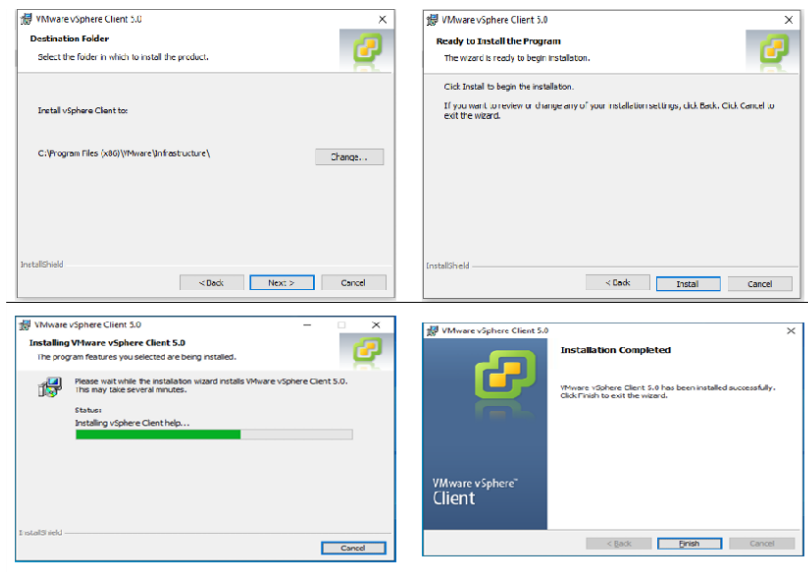 VMware vSphere Client 5.0
Destination Folder
Select the folder in which to install the product.
Install vSphere Client to:
C:\Program Files (x86)\VMware\Infrastructure\
Change...
InstallShield
< Back
Next >
Cancel
VMware vSphere Client 5.0
Ready to Install the Program
The wizard is ready to begin installation.
Click Install to begin the installation.
If you want to review or change any of your installation settings, click Back. Click Cancel to
exit the wizard.
InstallShield
< Back
Install
Cancel
VMware vSphere Client 5.0
Installing VMware vSphere Client 5.0
The program features you selected are being installed.
Please wait while the installation wizard installs VMware vSphere Client 5.0.
This may take several minutes.
Status:
Installing vSphere Client help...
InstallShield
Cancel
VMware vSphere Client 5.0
Installation Completed
VMware vSphere Client 5.0 has been installed successfully.
Click Finish to exit the wizard.
VMware vSphere™
Client
< Back
Finish
Cancel